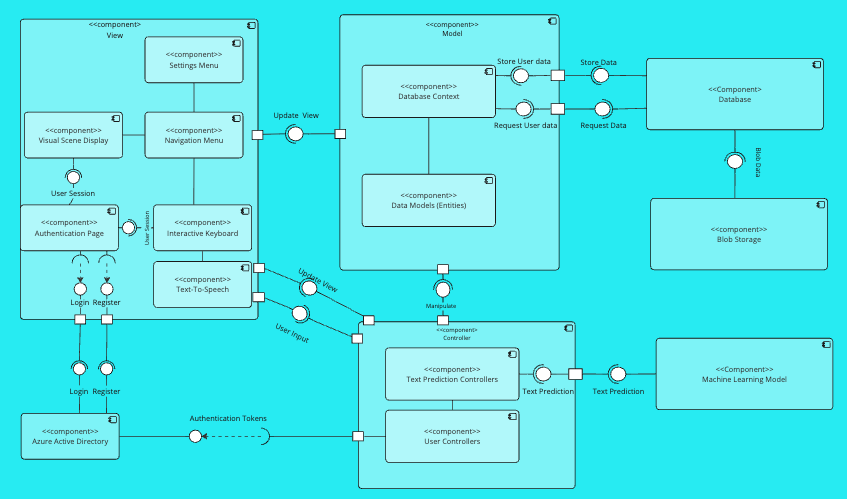 <<component>>
View
<<component>>
Settings Menu
<<component>>
Visual Scene Display
<<component>>
Navigation Menu
User Session
<<component>>
Authentication Page
User Session
<<component>>
Interactive Keyboard
<<component>>
Text-To-Speech
Login
Register
Login
Register
<<component>>
Azure Active Directory
Authentication Tokens
Update View
Update View
User Input
<<component>>
Model
<<component>>
Database Context
<<component>>
Data Models (Entities)
Store User data
Request User data
Store Data
Request Data
<<Component>
Database
Blob Data
<<component>>
Blob Storage
Manipulate
<<component>>
Controller
<<component>>
Text Prediction Controllers
<<component>>
User Controllers
Text Prediction
Text Prediction
<<Component>>
Machine Learning Model